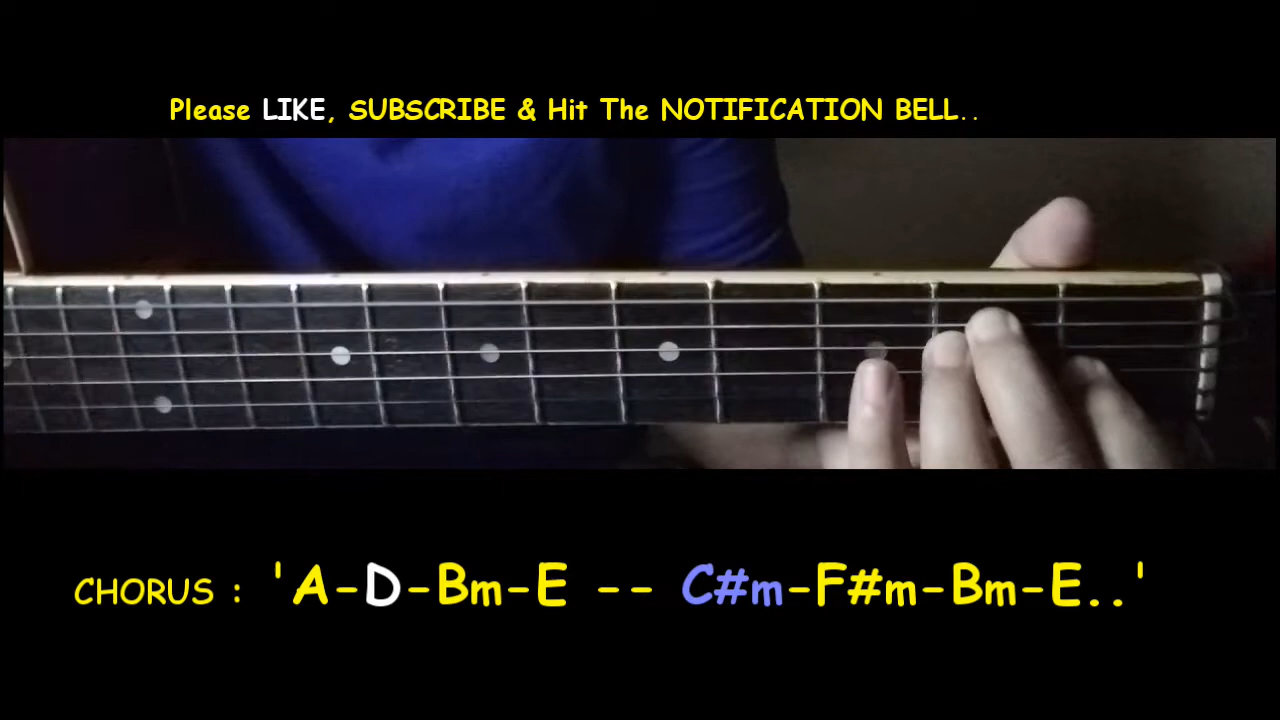 Please LIKE, SUBSCRIBE & Hit The NOTIFICATION BELL..
CHORUS : 'A-D-Bm-E -- C#m-F#m-Bm-E..'